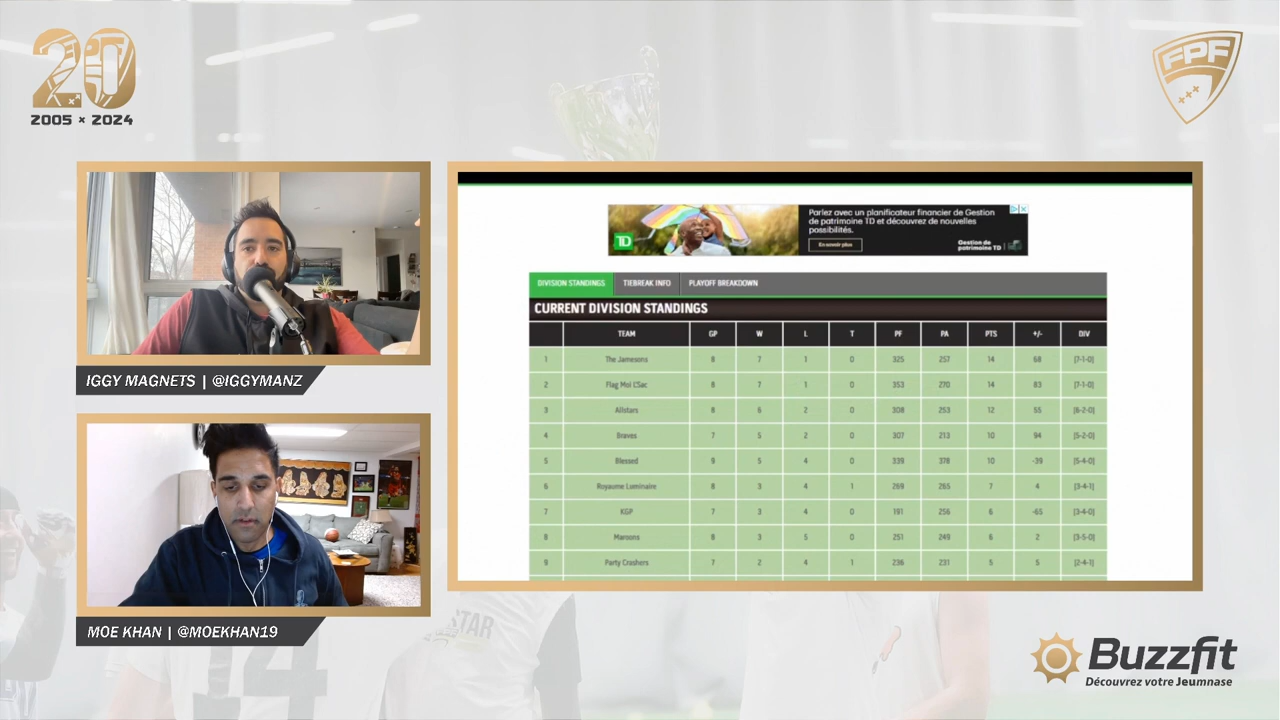 20
2005 × 2024
FPF
IGGY MAGNETS | @IGGYMANZ
MOE KHAN | @MOEKHAN19
TD
Parlez avec un planificateur financier de Gestion
de patrimoine TD et découvrez de nouvelles
possibilités.
En savoir plus
Gestion de
patrimoine TD
DIVISION STANDINGS TIEBREAK INFO PLAYOFF BREAKDOWN
CURRENT DIVISION STANDINGS
TEAM GP W L T PF PA PTS +/- DIV
1 The Jamesons 8 7 1 0 325 257 14 68 [7-1-0]
2 Flag Moi CSac 8 7 1 0 353 270 14 83 [7-1-0]
3 Allstars 8 6 2 0 308 253 12 55 [6-2-0]
4 Braves 7 5 2 0 307 213 10 94 [5-2-0]
5 Blessed 9 5 4 0 339 378 10 -39 [5-4-0]
6 Royaume Luminaire 8 3 4 1 269 265 7 4 [3-4-1]
7 KGP 7 3 4 0 191 256 6 -65 [3-4-0]
8 Maroons 8 3 5 0 251 249 6 2 [3-5-0]
9 Party Crashers 7 2 4 1 236 231 5 5 [2-4-1]
STAR
14
Buzzfit
Découvrez votre Jeumnase